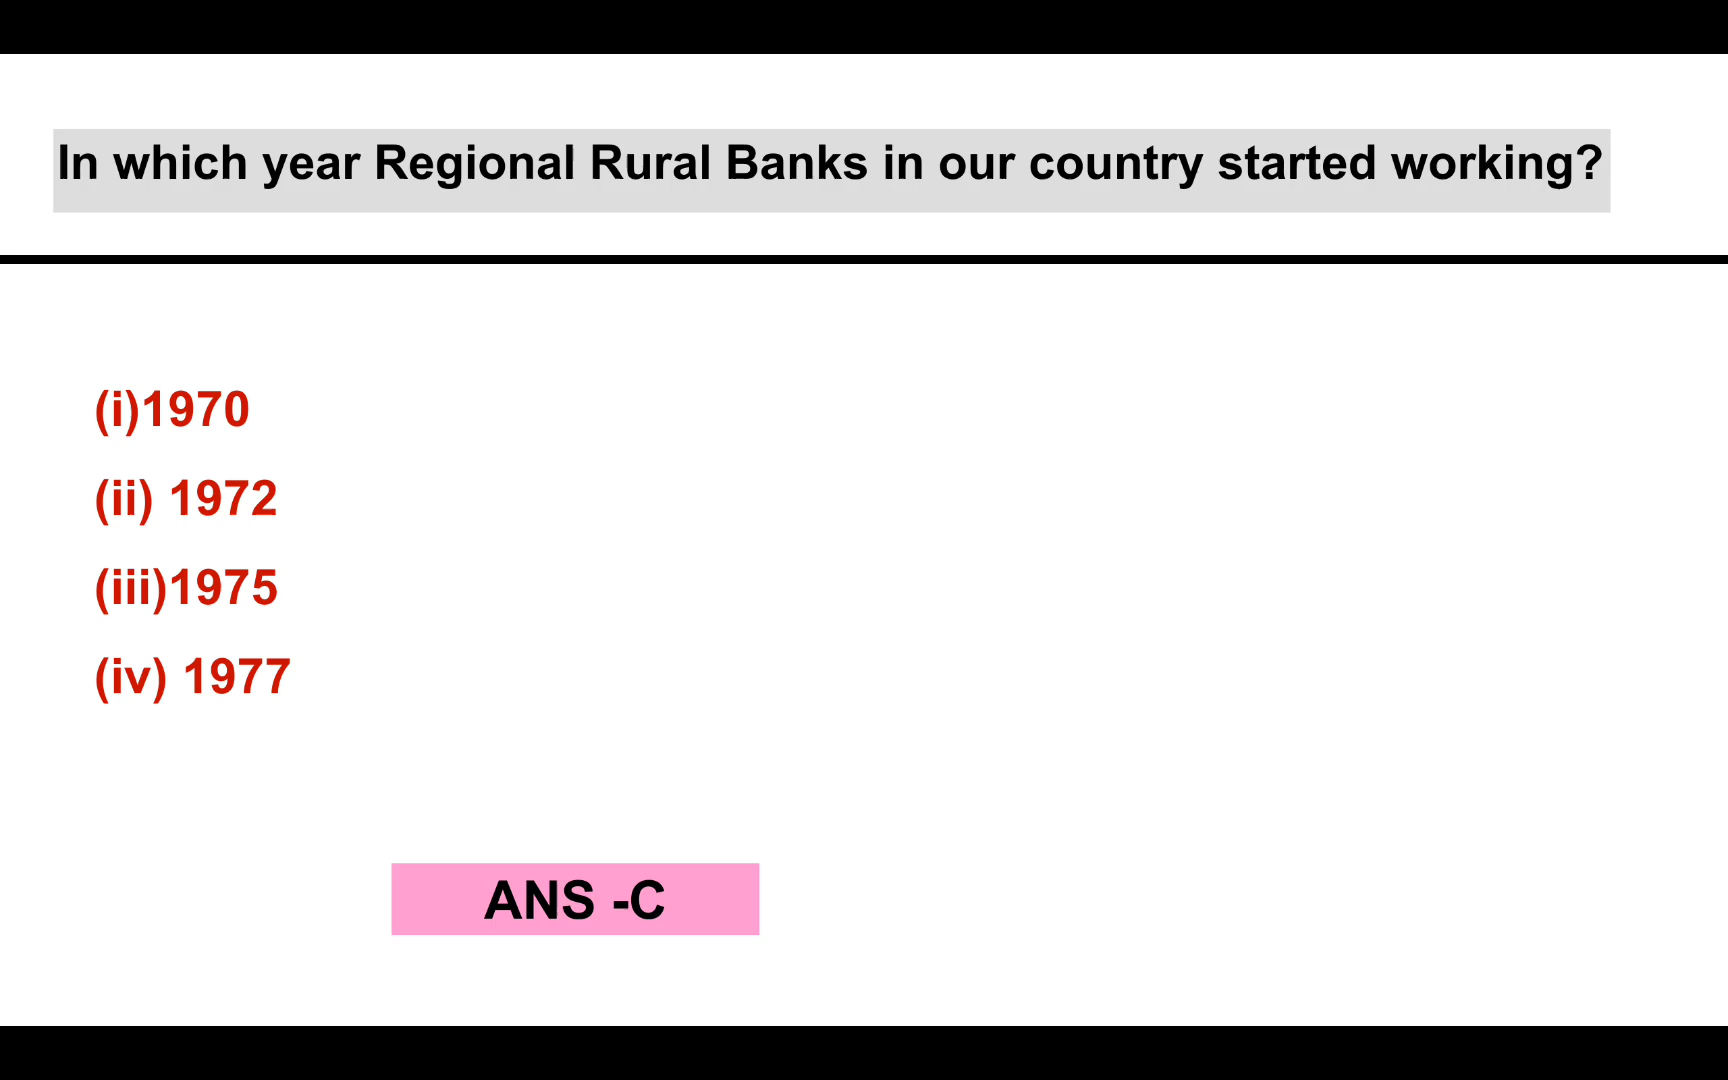 In which year Regional Rural Banks in our country started working?
(i)1970
(ii) 1972
(iii)1975
(iv) 1977
ANS -C